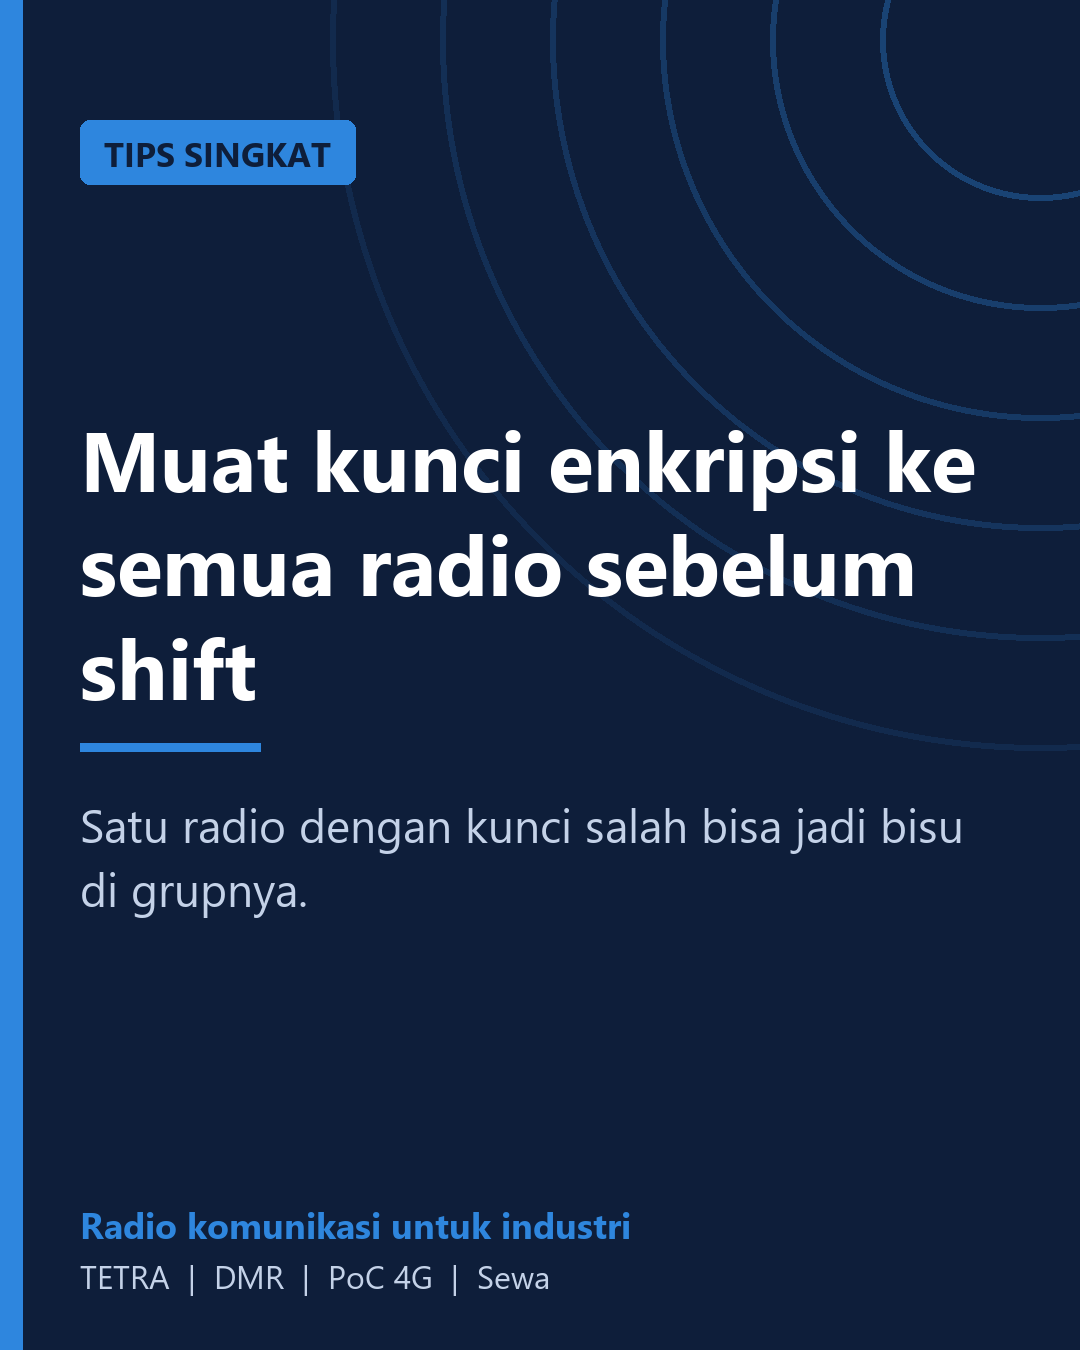 TIPS SINGKAT
Muat kunci enkripsi ke
semua radio sebelum
shift
Satu radio dengan kunci salah bisa jadi bisu
di grupnya.
Radio komunikasi untuk industri
TETRA | DMR | PoC 4G | Sewa